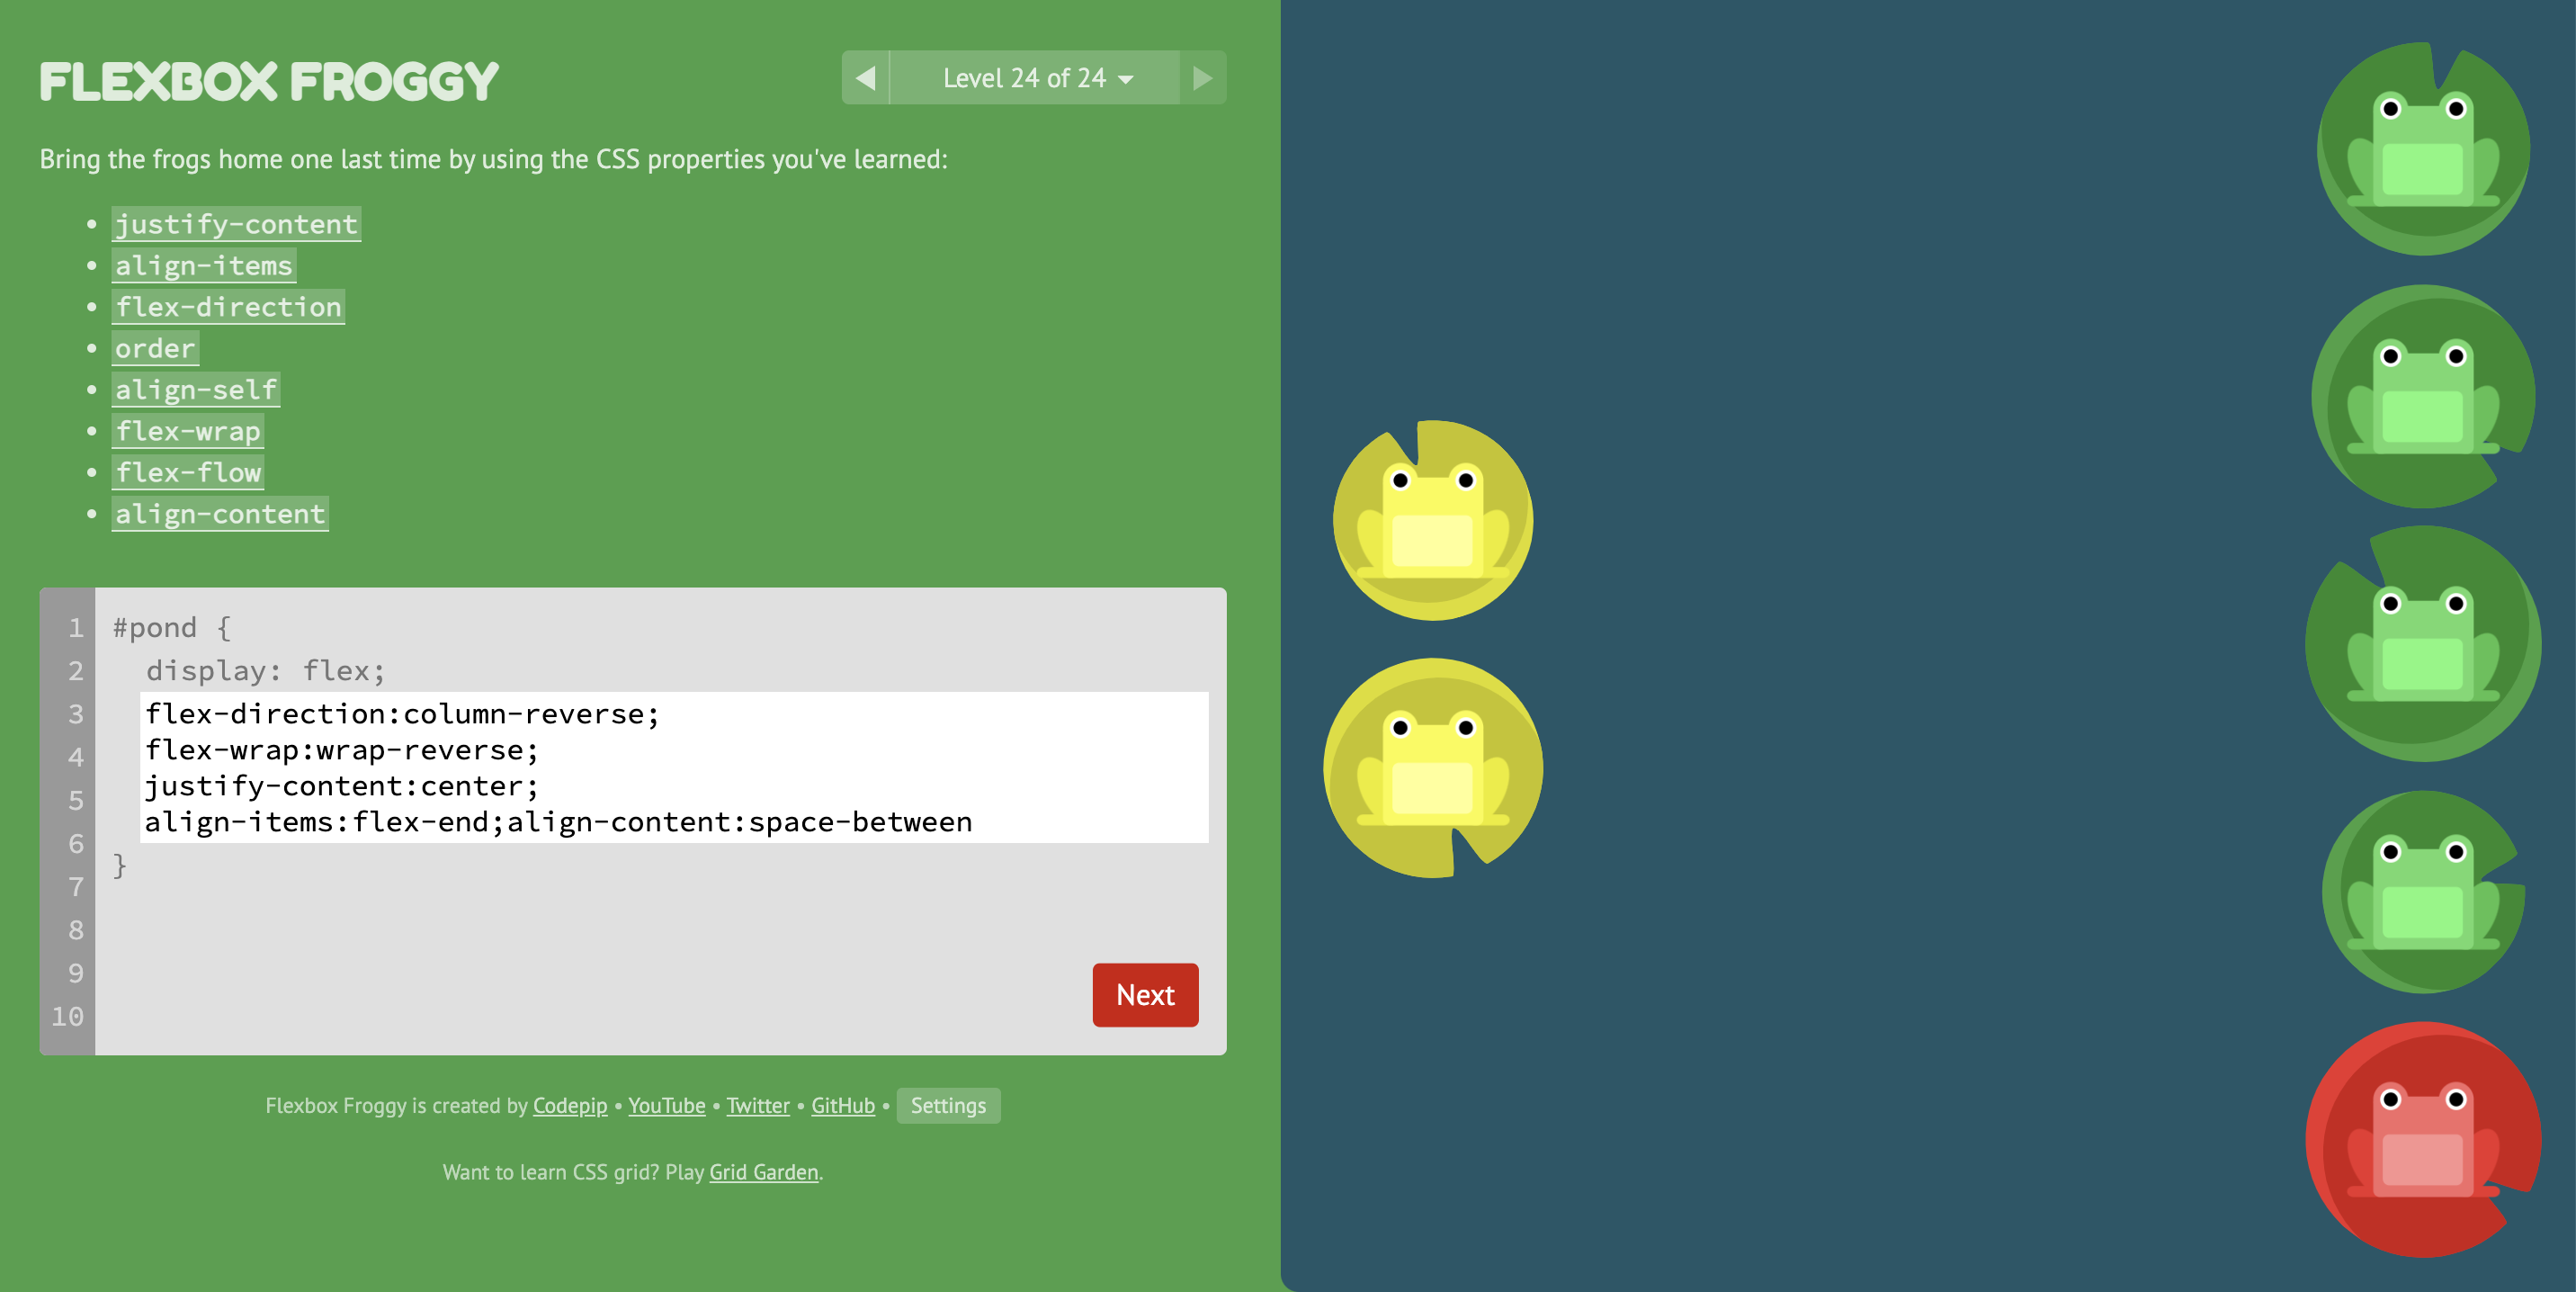 FLEXBOX FROGGY
Level 24 of 24
Bring the frogs home one last time by using the CSS properties you've learned:
• justify-content
• align-items
• flex-direction
• order
• align-self
• flex-wrap
• flex-flow
• align-content
1 #pond {
2 display: flex;
3 flex-direction:column-reverse;
4 flex-wrap:wrap-reverse;
5 justify-content:center;
6 align-items:flex-end;align-content:space-between
}
7
8
9
10
Next
Flexbox Froggy is created by Codepip • YouTube • Twitter • GitHub • Settings
Want to learn CSS grid? Play Grid Garden.